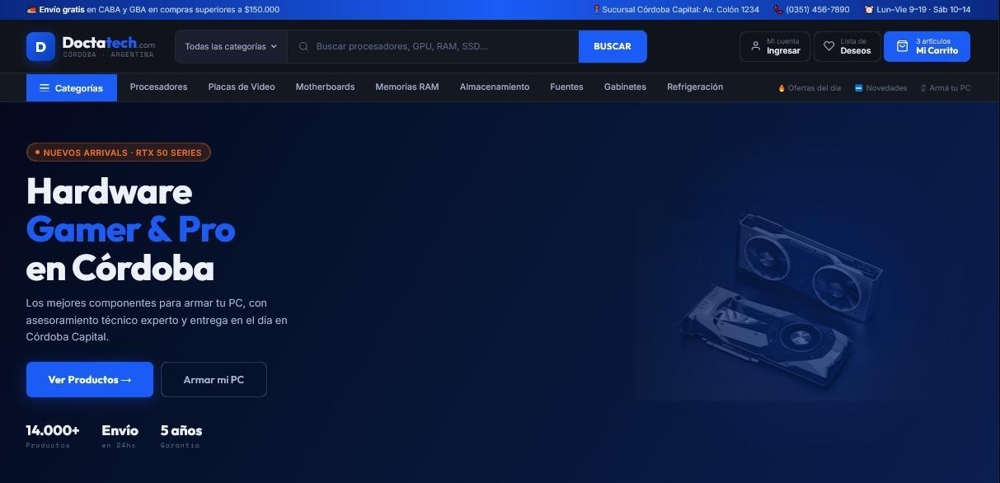 Envío gratis en CABA y GBA en compras superiores a $150.000
Sucursal Córdoba Capital: Av. Colón 1234
(0351) 456-7890
Lun–Vie 9–19 · Sáb 10–14
D
Doctatech.com
CÓRDOBA · ARGENTINA
Todas las categorías
Buscar procesadores, GPU, RAM, SSD...
BUSCAR
Mi cuenta
Ingresar
Lista de
Deseos
3 artículos
Mi Carrito
Categorías
Procesadores
Placas de Video
Motherboards
Memorias RAM
Almacenamiento
Fuentes
Gabinetes
Refrigeración
Ofertas del día
Novedades
Armá tu PC
NUEVOS ARRIVALS · RTX 50 SERIES
Hardware
Gamer & Pro
en Córdoba
Los mejores componentes para armar tu PC, con
asesoramiento técnico experto y entrega en el día en
Córdoba Capital.
Ver Productos →
Armar mi PC
14.000+
Productos
Envío
en 24hs
5 años
Garantía